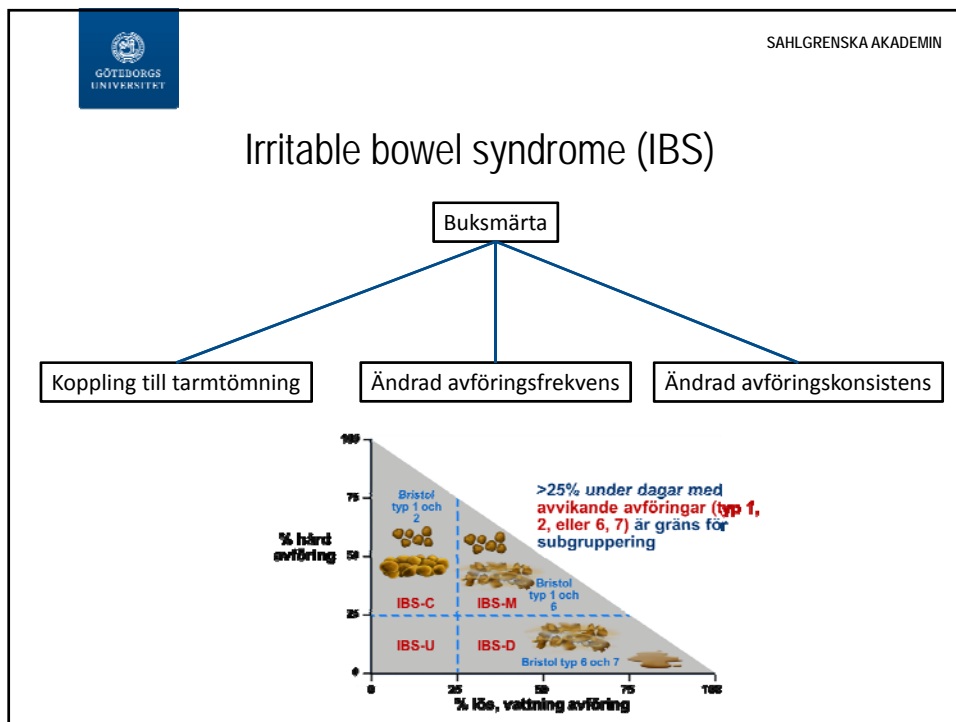 SAHLGRENSKA AKADEMIN
GÖTEBORGS
UNIVERSITET
Irritable bowel syndrome (IBS)
Buksmärta
Koppling till tarmtömning
Ändrad avföringsfrekvens
Ändrad avföringskonsistens
100
75
50
25
0
% hård
avföring
Bristol
typ 1 och
2
>25% under dagar med
avvikande avföringar (typ 1,
2, eller 6, 7) är gräns för
subgruppering
Bristol
typ 1 och
6
IBS-C
IBS-M
IBS-U
IBS-D
Bristol typ 6 och 7
0
25
50
75
100
% lös, vattning avföring